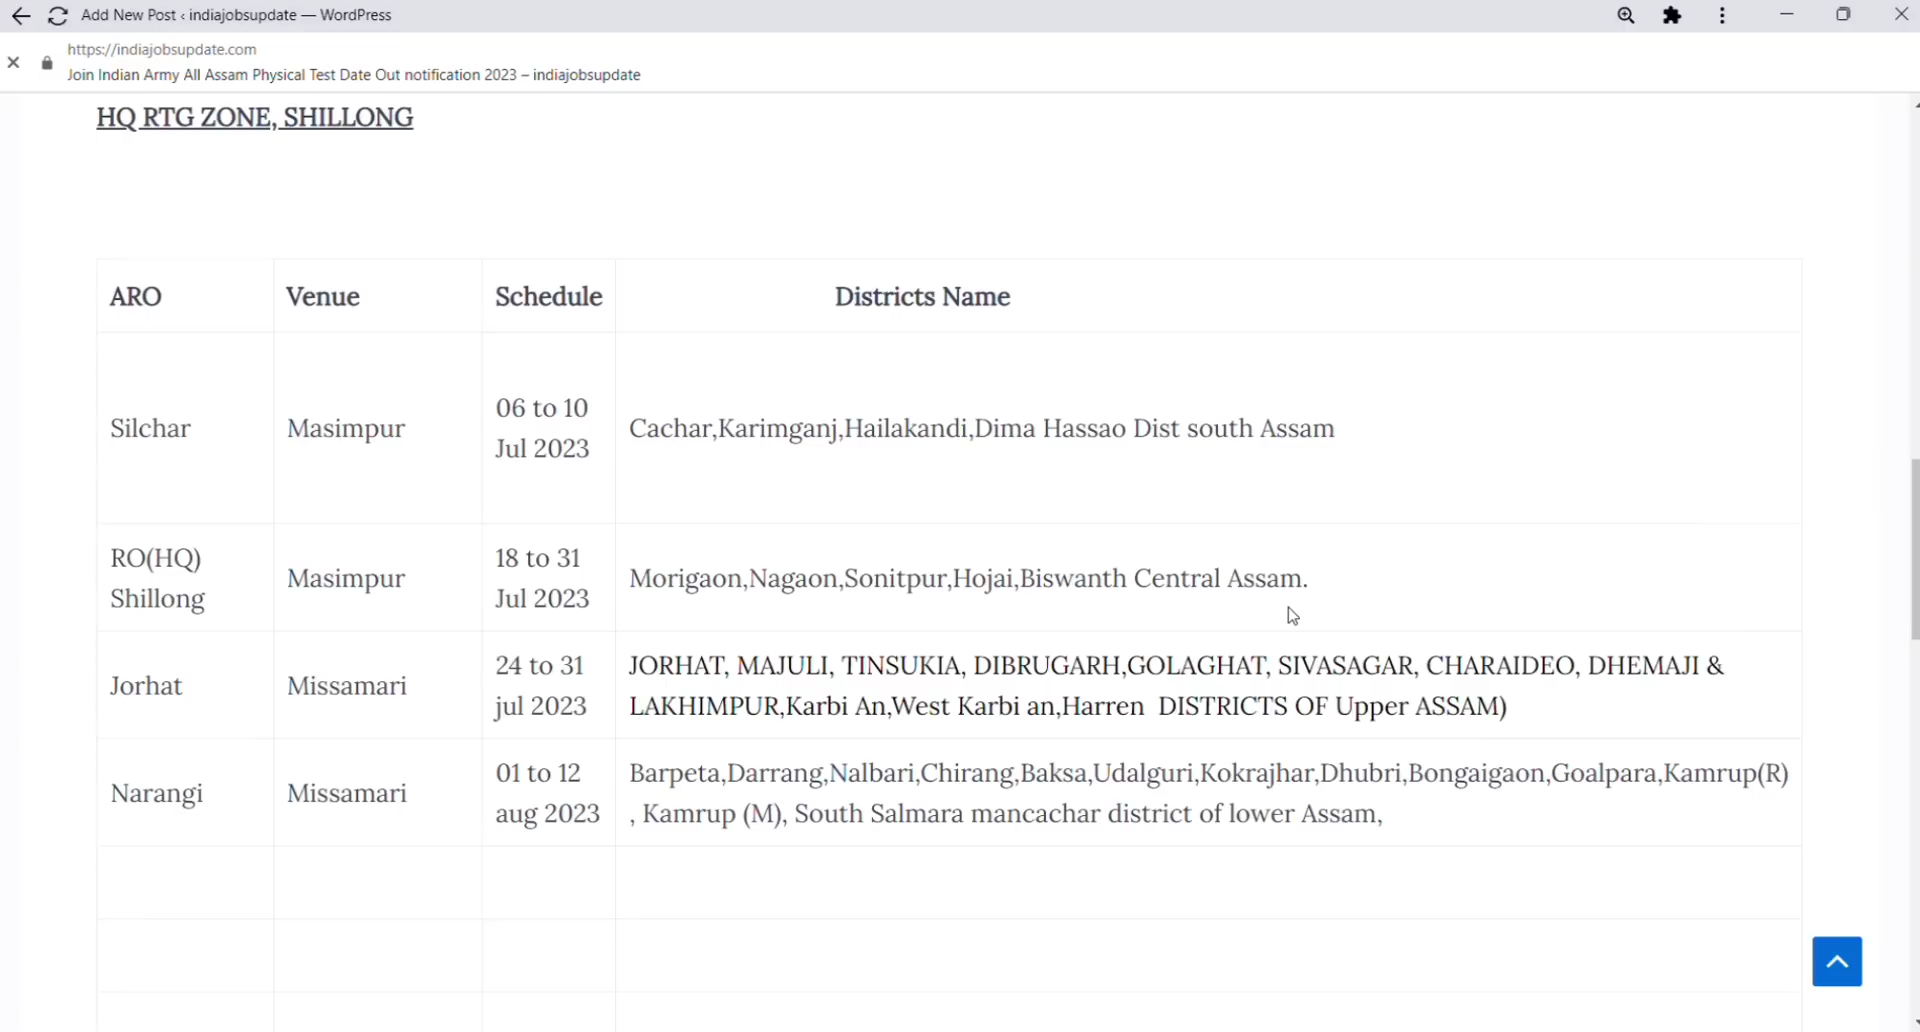 Add New Post ‹ indiajobsupdate — WordPress
https://indiajobsupdate.com
Join Indian Army All Assam Physical Test Date Out notification 2023 – indiajobsupdate
HQ RTG ZONE, SHILLONG
ARO Venue Schedule Districts Name
Silchar Masimpur 06 to 10
Jul 2023 Cachar,Karimganj,Hailakandi,Dima Hassao Dist south Assam
RO(HQ)
Shillong Masimpur 18 to 31
Jul 2023 Morigaon,Nagaon,Sonitpur,Hojai,Biswanth Central Assam.
Jorhat Missamari 24 to 31
jul 2023 JORHAT, MAJULI, TINSUKIA, DIBRUGARH,GOLAGHAT, SIVASAGAR, CHARAIDEO, DHEMAJI &
LAKHIMPUR,Karbi An,West Karbi an,Harren DISTRICTS OF Upper ASSAM)
Narangi Missamari 01 to 12
aug 2023 Barpeta,Darrang,Nalbari,Chirang,Baksa,Udalguri,Kokrajhar,Dhubri,Bongaigaon,Goalpara,Kamrup(R)
, Kamrup (M), South Salmara mancachar district of lower Assam,